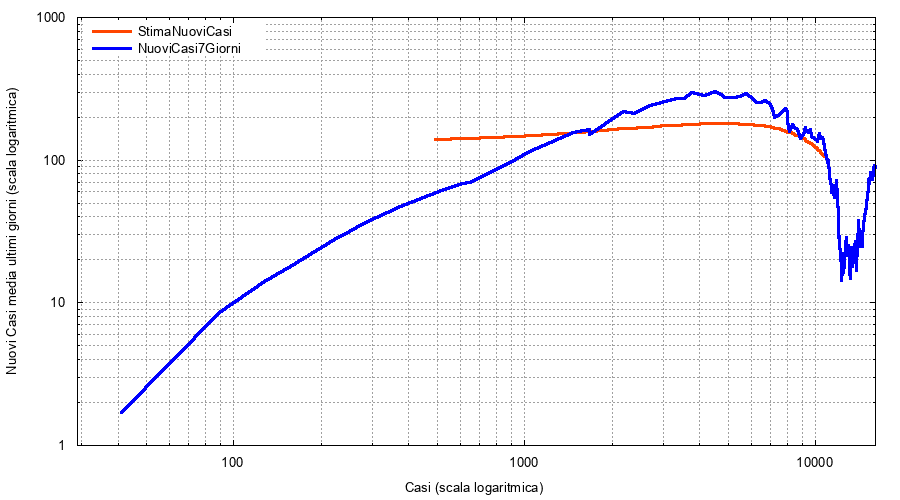 1000
StimaNuoviCasi
NuoviCasi7Giorni
100
10
1
Nuovi Casi media ultimi giorni (scala logaritmica)
100
1000
10000
Casi (scala logaritmica)